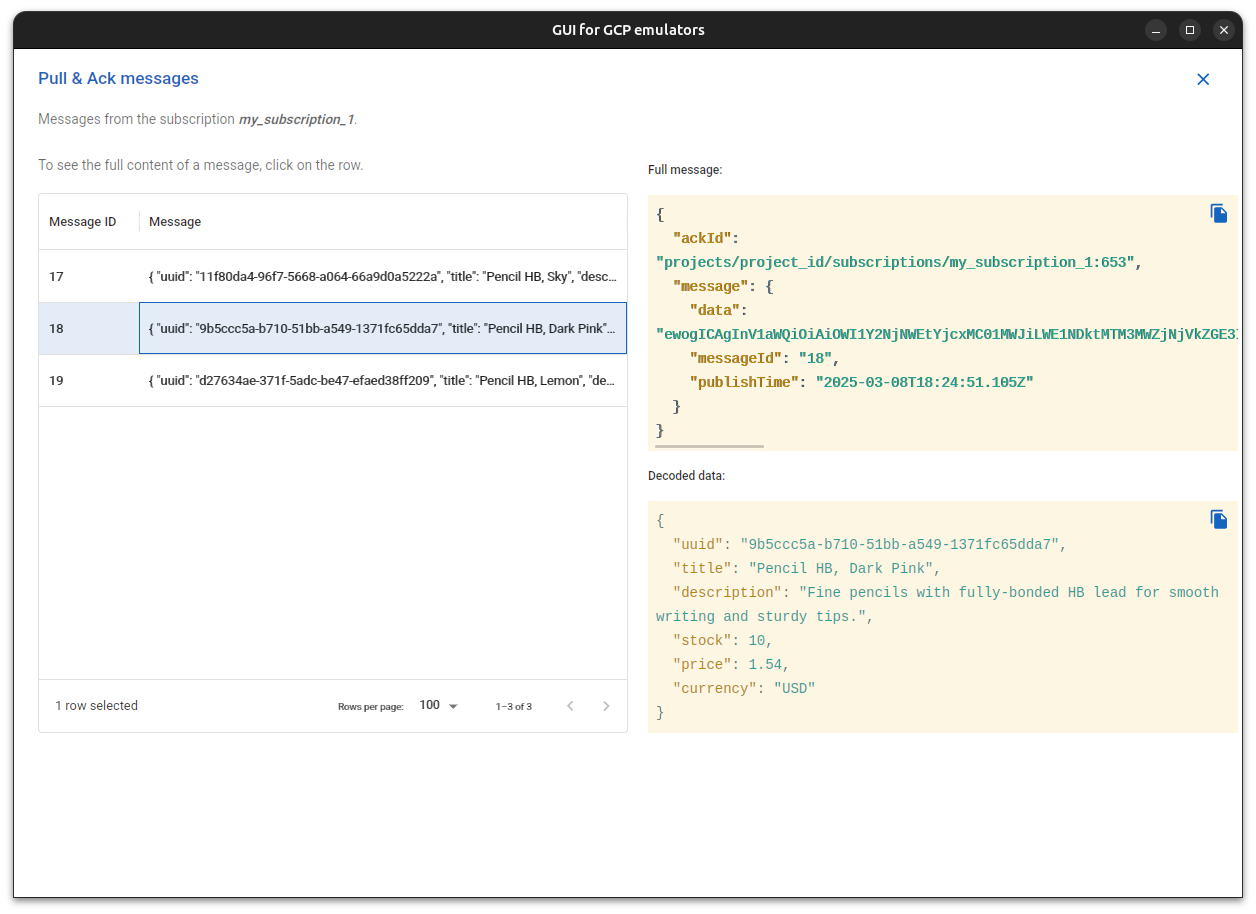 GUI for GCP emulators
Pull & Ack messages
Messages from the subscription my_subscription_1.
To see the full content of a message, click on the row.
Message ID Message
17 { "uuid": "11f80da4-96f7-5668-a064-66a9d0a5222a", "title": "Pencil HB, Sky", "desc…
18 { "uuid": "9b5ccc5a-b710-51bb-a549-1371fc65dda7", "title": "Pencil HB, Dark Pink"…
19 { "uuid": "d27634ae-371f-5adc-be47-efaed38ff209", "title": "Pencil HB, Lemon", "de…
1 row selected
Rows per page: 100 1–3 of 3
Full message:
{
"ackId":
"projects/project_id/subscriptions/my_subscription_1:653",
"message": {
"data":
"ewogICAgInV1aWQiOiAiOWI1Y2NjNWEtYjcxMC01MWJiLWE1NDktMTM3MWZjNjVkZGE3I
"messageId": "18",
"publishTime": "2025-03-08T18:24:51.105Z"
}
}
Decoded data:
{
"uuid": "9b5ccc5a-b710-51bb-a549-1371fc65dda7",
"title": "Pencil HB, Dark Pink",
"description": "Fine pencils with fully-bonded HB lead for smooth
writing and sturdy tips.",
"stock": 10,
"price": 1.54,
"currency": "USD"
}